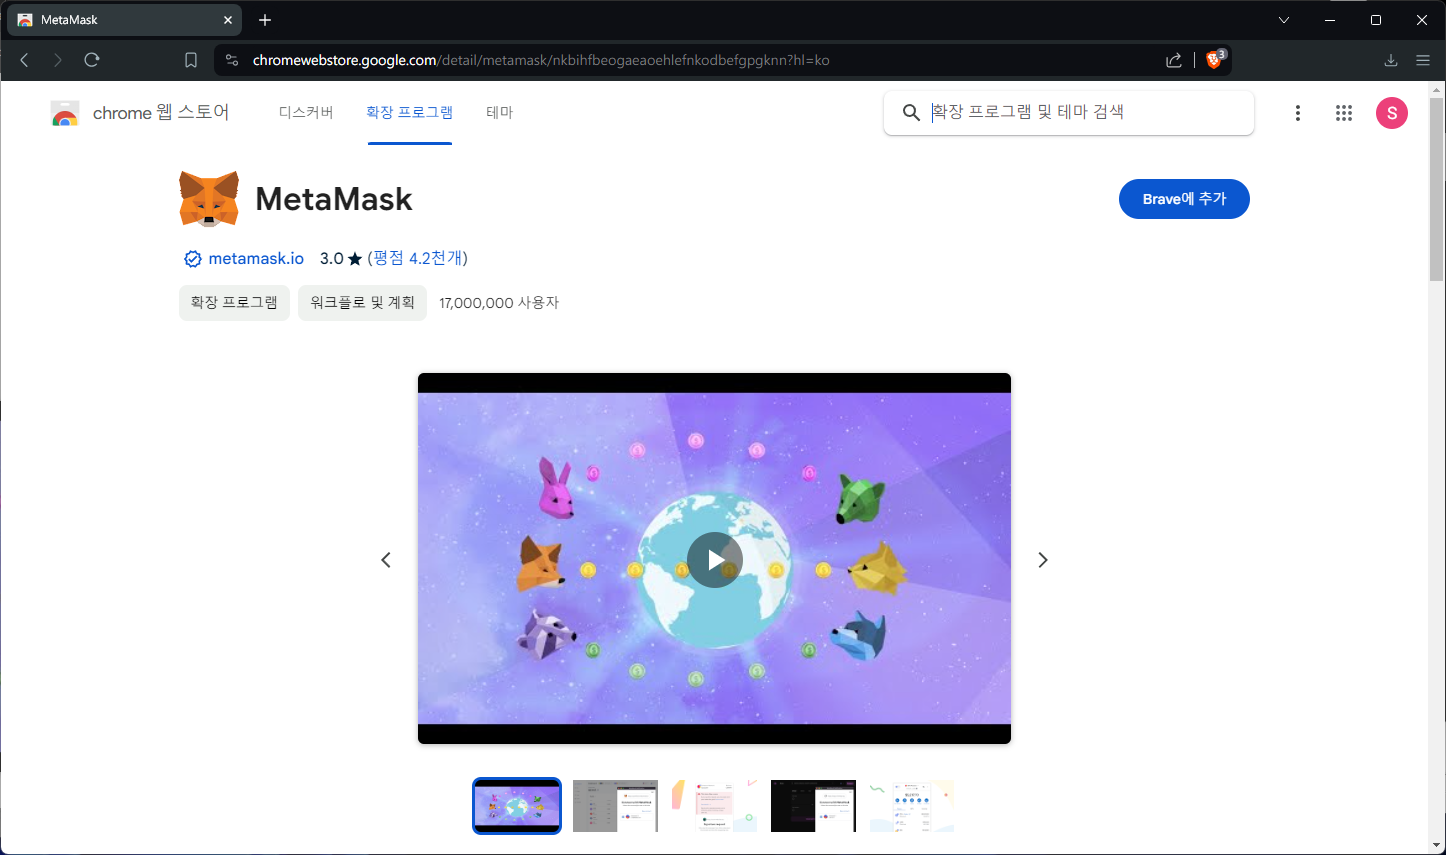 MetaMask
chromewebstore.google.com/detail/metamask/nkbihfbeogaeaoehlefnkodbefgpgknn?hl=ko
3
chrome 웹 스토어
디스커버
확장 프로그램
테마
확장 프로그램 및 테마 검색
S
MetaMask
Brave에 추가
metamask.io
3.0 ★ (평점 4.2천개)
확장 프로그램
워크플로 및 계획
17,000,000 사용자